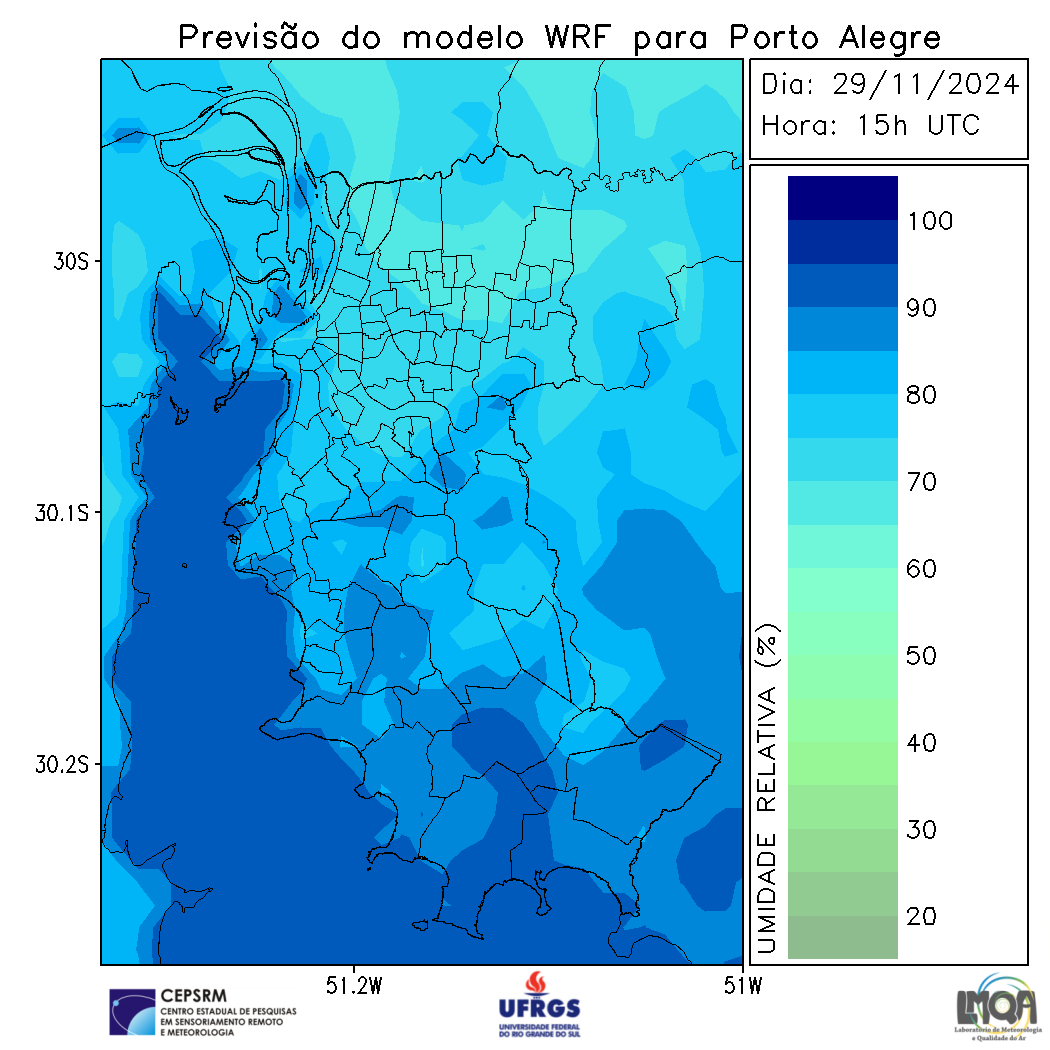 Previsão do modelo WRF para Porto Alegre
Dia: 29/11/2024
Hora: 15h UTC
30S
30.1S
30.2S
51.2W
51W
100
90
80
70
60
50
40
30
20
UMIDADE RELATIVA (%)
CEPSRM
CENTRO ESTADUAL DE PESQUISAS
EM SENSORIAMENTO REMOTO
E METEOROLOGIA
UFRGS
UNIVERSIDADE FEDERAL
DO RIO GRANDE DO SUL
LMQA
Laboratório de Meteorologia
e Qualidade do Ar